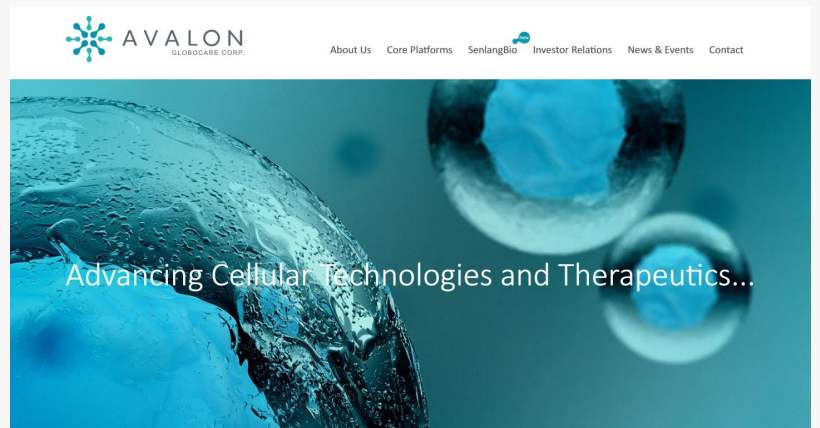 AVALON
GLOBOCARE CORP.
New
About Us Core Platforms SenlangBio Investor Relations News & Events Contact
Advancing Cellular Technologies and Therapeutics...